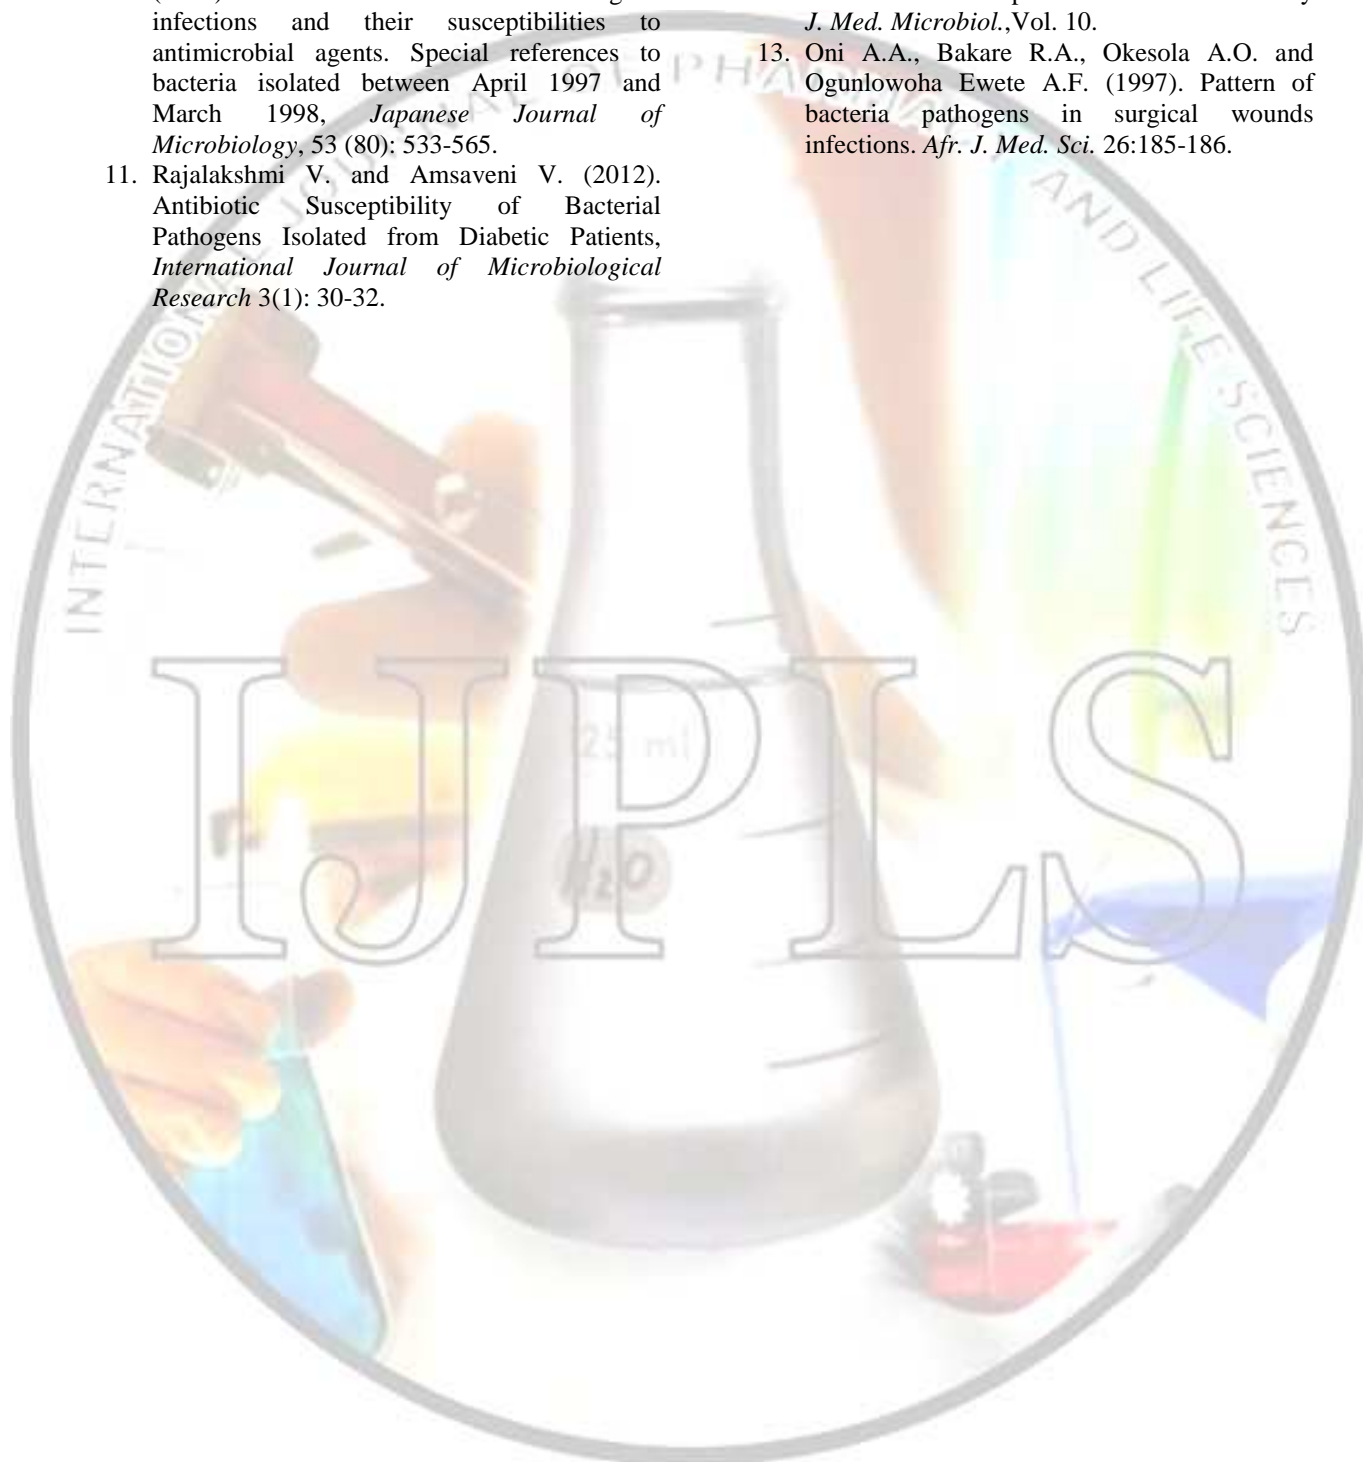 infections and their susceptibilities to
antimicrobial agents. Special references to
bacteria isolated between April 1997 and
March 1998, Japanese Journal of
Microbiology, 53 (80): 533-565.
11. Rajalakshmi V. and Amsaveni V. (2012).
Antibiotic Susceptibility of Bacterial
Pathogens Isolated from Diabetic Patients,
International Journal of Microbiological
Research 3(1): 30-32.
J. Med. Microbiol.,Vol. 10.
13. Oni A.A., Bakare R.A., Okesola A.O. and
Ogunlowoha Ewete A.F. (1997). Pattern of
bacteria pathogens in surgical wounds
infections. Afr. J. Med. Sci. 26:185-186.
AND LIFE SCIENCES
IJPLS
25 ml
H₂O